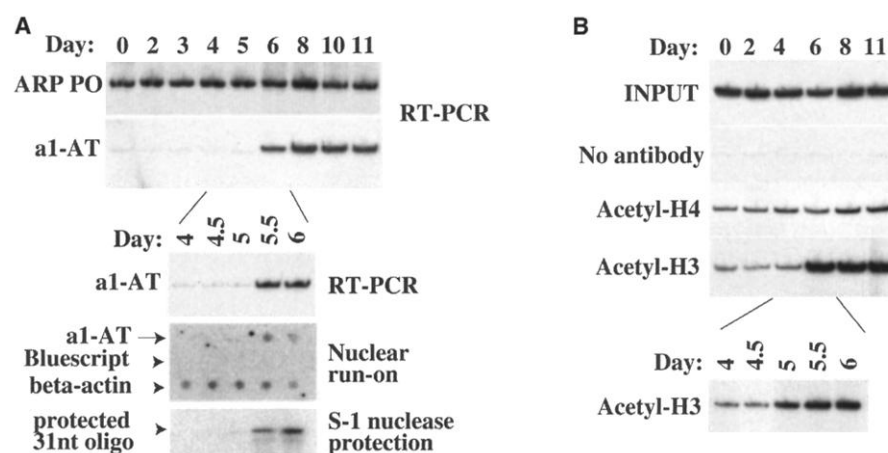 A
Day: 0 2 3 4 5 6 8 10 11
ARP PO
RT-PCR
a1-AT
Day: 4 4.5 5 5.5 6
a1-AT
RT-PCR
a1-AT
Bluescript
beta-actin
Nuclear
run-on
protected
31nt oligo
S-1 nuclease
protection
B
Day: 0 2 4 6 8 11
INPUT
No antibody
Acetyl-H4
Acetyl-H3
Day: 4 4.5 5 5.5 6
Acetyl-H3